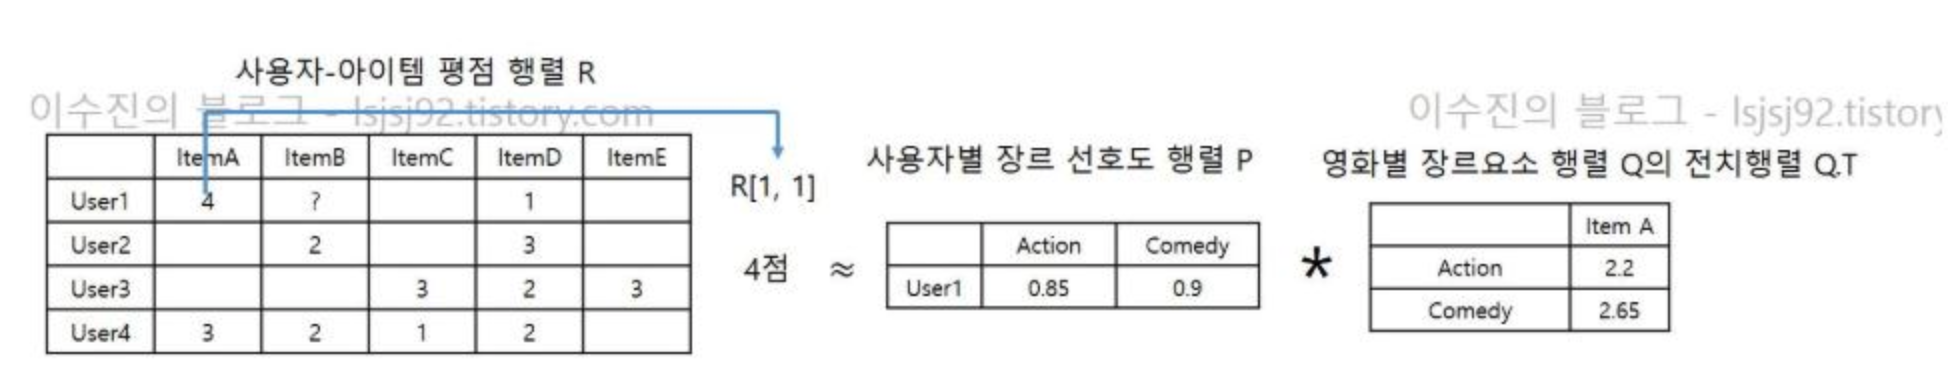 사용자-아이템 평점 행렬 R
이수진의 블로그 - lsjsj92.tistory.com
이수진의 블로그 - lsjsj92.tistory
ItemA ItemB ItemC ItemD ItemE
User1 4 ? 1
User2 2 3
User3 3 2 3
User4 3 2 1 2
R[1, 1]
4점 ≈
사용자별 장르 선호도 행렬 P
Action Comedy
User1 0.85 0.9
*
영화별 장르요소 행렬 Q의 전치행렬 Q.T
Item A
Action 2.2
Comedy 2.65